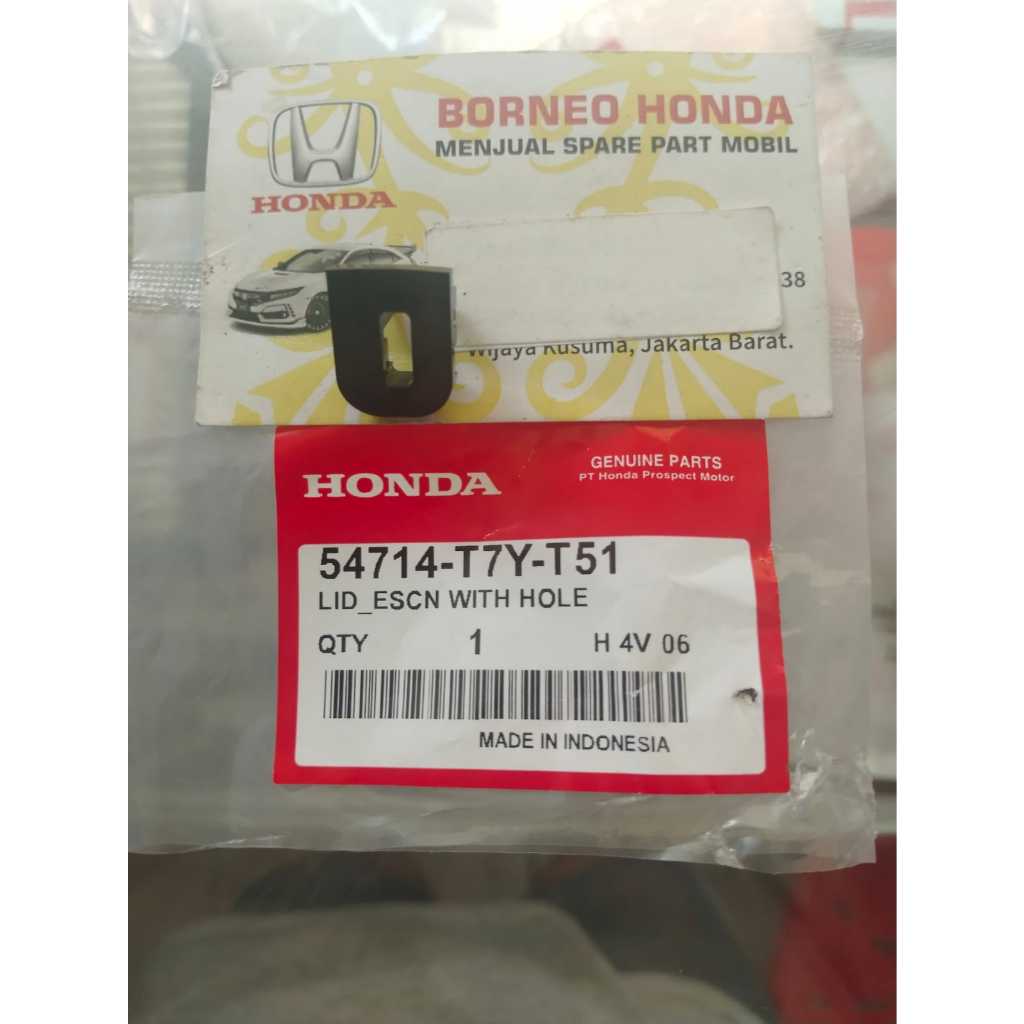 BORNEO HONDA
MENJUAL SPARE PART MOBIL
HONDA
38
Wijaya Kusuma, Jakarta Barat.
HONDA
GENUINE PARTS
PT Honda Prospect Motor
54714-T7Y-T51
LID_ESCN WITH HOLE
QTY 1 H 4V 06
MADE IN INDONESIA